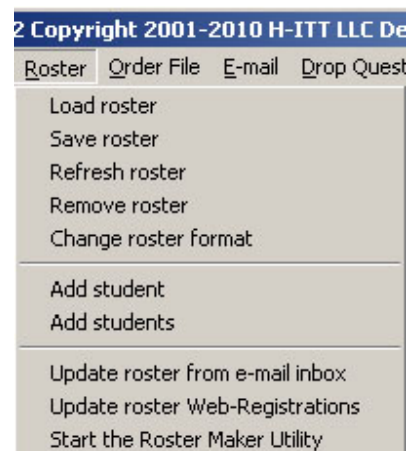 2 Copyright 2001-2010 H-ITT LLC De
Roster Order File E-mail Drop Quest
Load roster
Save roster
Refresh roster
Remove roster
Change roster format
Add student
Add students
Update roster from e-mail inbox
Update roster Web-Registrations
Start the Roster Maker Utility